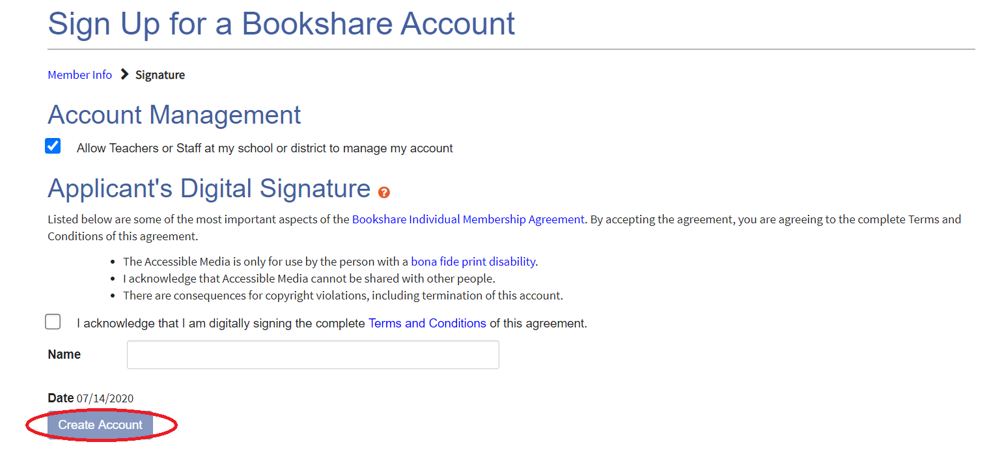 Sign Up for a Bookshare Account
Member Info > Signature
Account Management
Allow Teachers or Staff at my school or district to manage my account
Applicant's Digital Signature ?
Listed below are some of the most important aspects of the Bookshare Individual Membership Agreement. By accepting the agreement, you are agreeing to the complete Terms and
Conditions of this agreement.
• The Accessible Media is only for use by the person with a bona fide print disability.
• I acknowledge that Accessible Media cannot be shared with other people.
• There are consequences for copyright violations, including termination of this account.
I acknowledge that I am digitally signing the complete Terms and Conditions of this agreement.
Name
Date 07/14/2020
Create Account